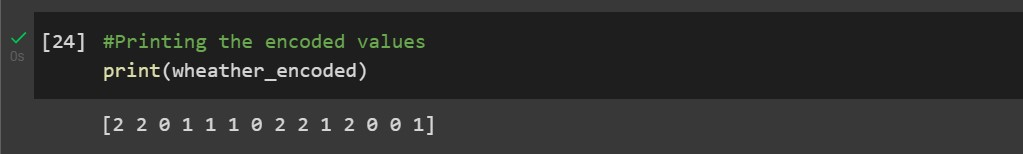 [24] #Printing the encoded values
0s print(wheather_encoded)
[2 2 0 1 1 1 0 2 2 1 2 0 0 1]